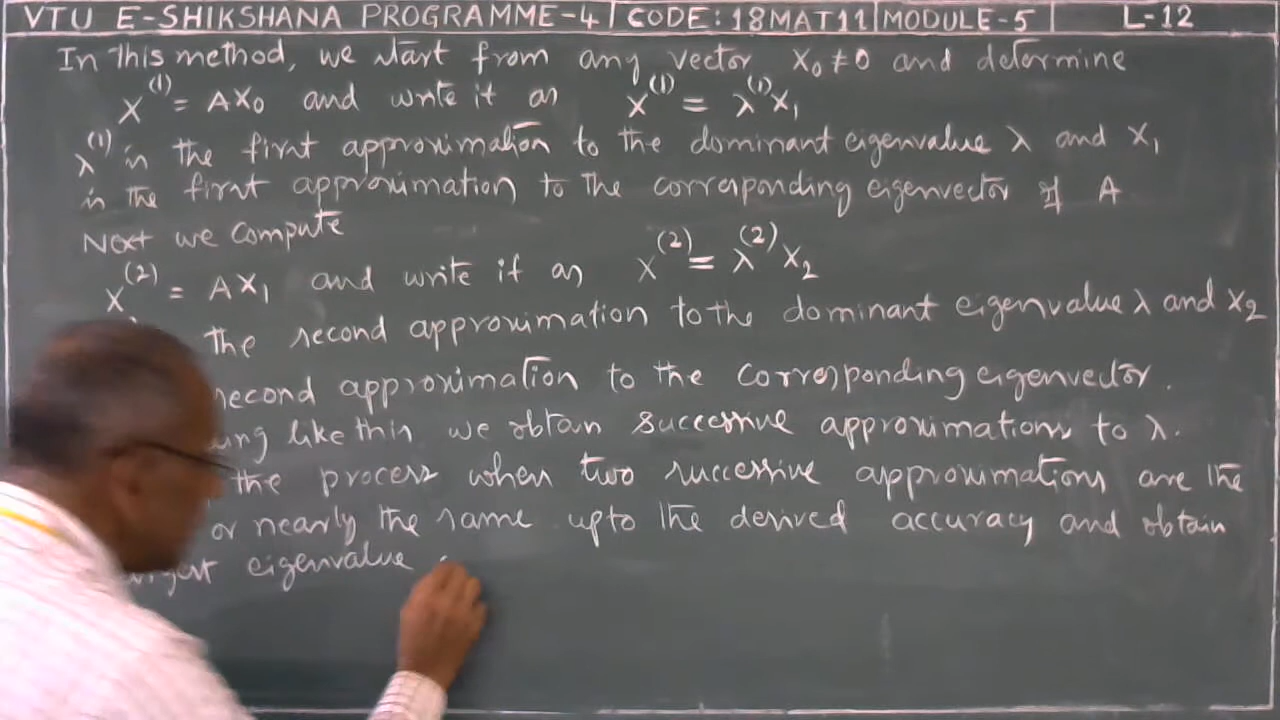 VTU E-SHIKSHANA PROGRAMME-4 | CODE: 18MAT11 | MODULE-5 | L-12
In this method, we start from any vector X₀ ≠ 0 and determine
X⁽¹⁾ = AX₀ and write it as X⁽¹⁾ = λ⁽¹⁾X₁
λ⁽¹⁾ is the first approximation to the dominant eigenvalue λ and X₁
is the first approximation to the corresponding eigenvector of A
Next we compute
X⁽²⁾ = AX₁ and write it as X⁽²⁾ = λ⁽²⁾X₂
the second approximation to the dominant eigenvalue λ and X₂
second approximation to the corresponding eigenvector.
like this we obtain successive approximations to λ.
the process when two successive approximations are the
or nearly the same upto the desired accuracy and obtain
eigenvalue